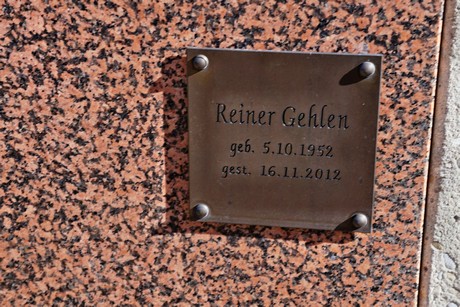 Reiner Gehlen
geb. 5.10.1952
gest. 16.11.2012